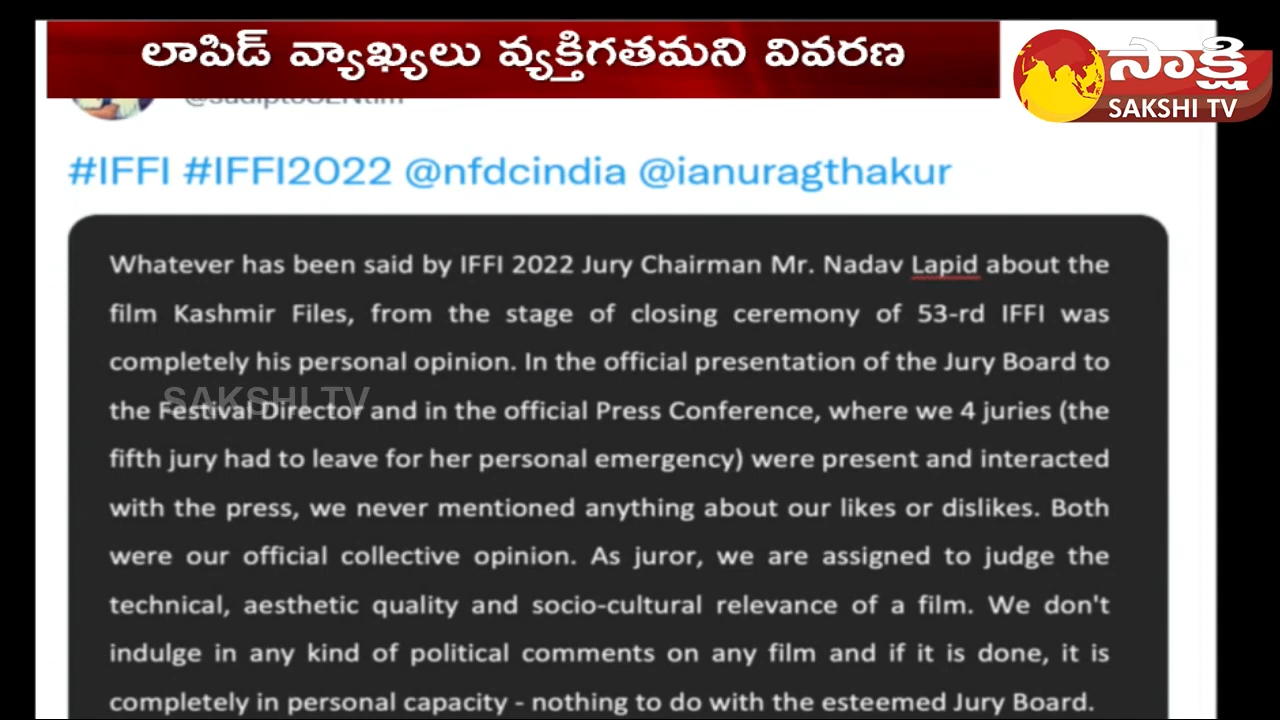 లాపిడ్ వ్యాఖ్యలు వ్యక్తిగతమని వివరణ
సాక్షి
SAKSHI TV
#IFFI #IFFI2022 @nfdcindia @ianuragthakur
Whatever has been said by IFFI 2022 Jury Chairman Mr. Nadav Lapid about the
film Kashmir Files, from the stage of closing ceremony of 53-rd IFFI was
completely his personal opinion. In the official presentation of the Jury Board to
SAKSHI TV
the Festival Director and in the official Press Conference, where we 4 juries (the
fifth jury had to leave for her personal emergency) were present and interacted
with the press, we never mentioned anything about our likes or dislikes. Both
were our official collective opinion. As juror, we are assigned to judge the
technical, aesthetic quality and socio-cultural relevance of a film. We don't
indulge in any kind of political comments on any film and if it is done, it is
completely in personal capacity - nothing to do with the esteemed Jury Board.